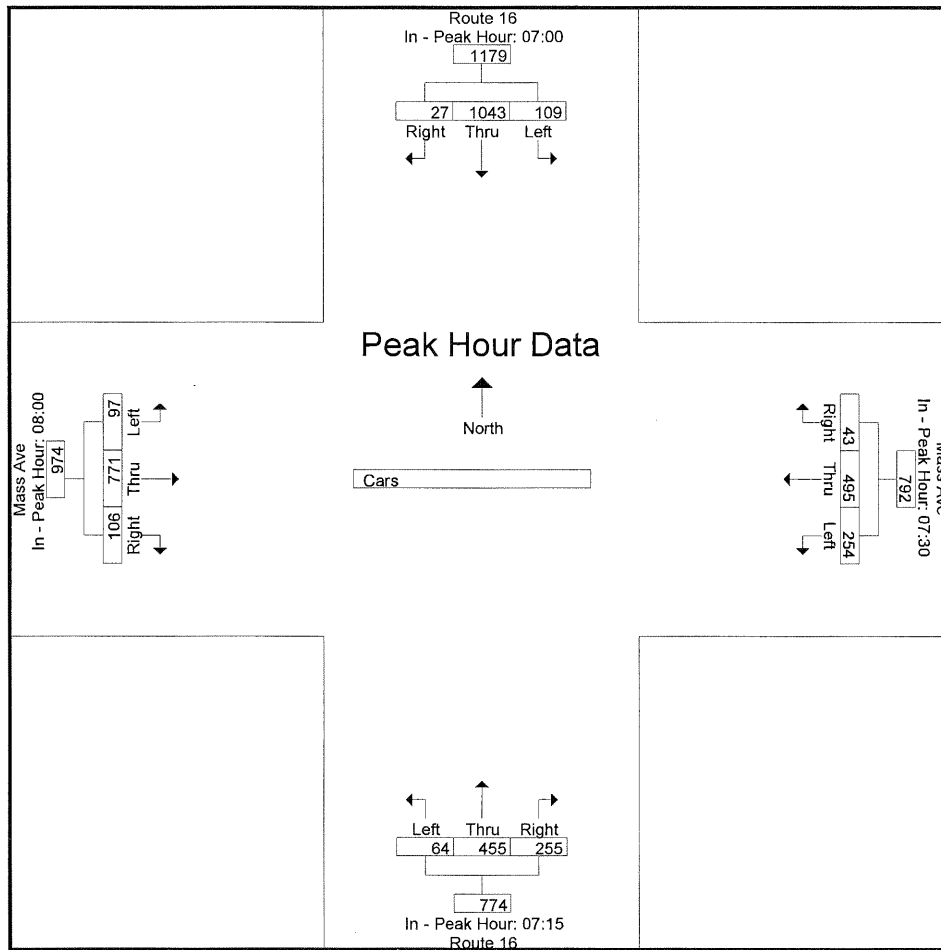 Route 16
In - Peak Hour: 07:00
1179
27 1043 109
Right Thru Left
Peak Hour Data
North
Cars
Mass Ave
In - Peak Hour: 08:00
974
97 771 106
Left Thru Right
Mass Ave
In - Peak Hour: 07:30
792
43 495 254
Right Thru Left
Left Thru Right
64 455 255
774
In - Peak Hour: 07:15
Route 16